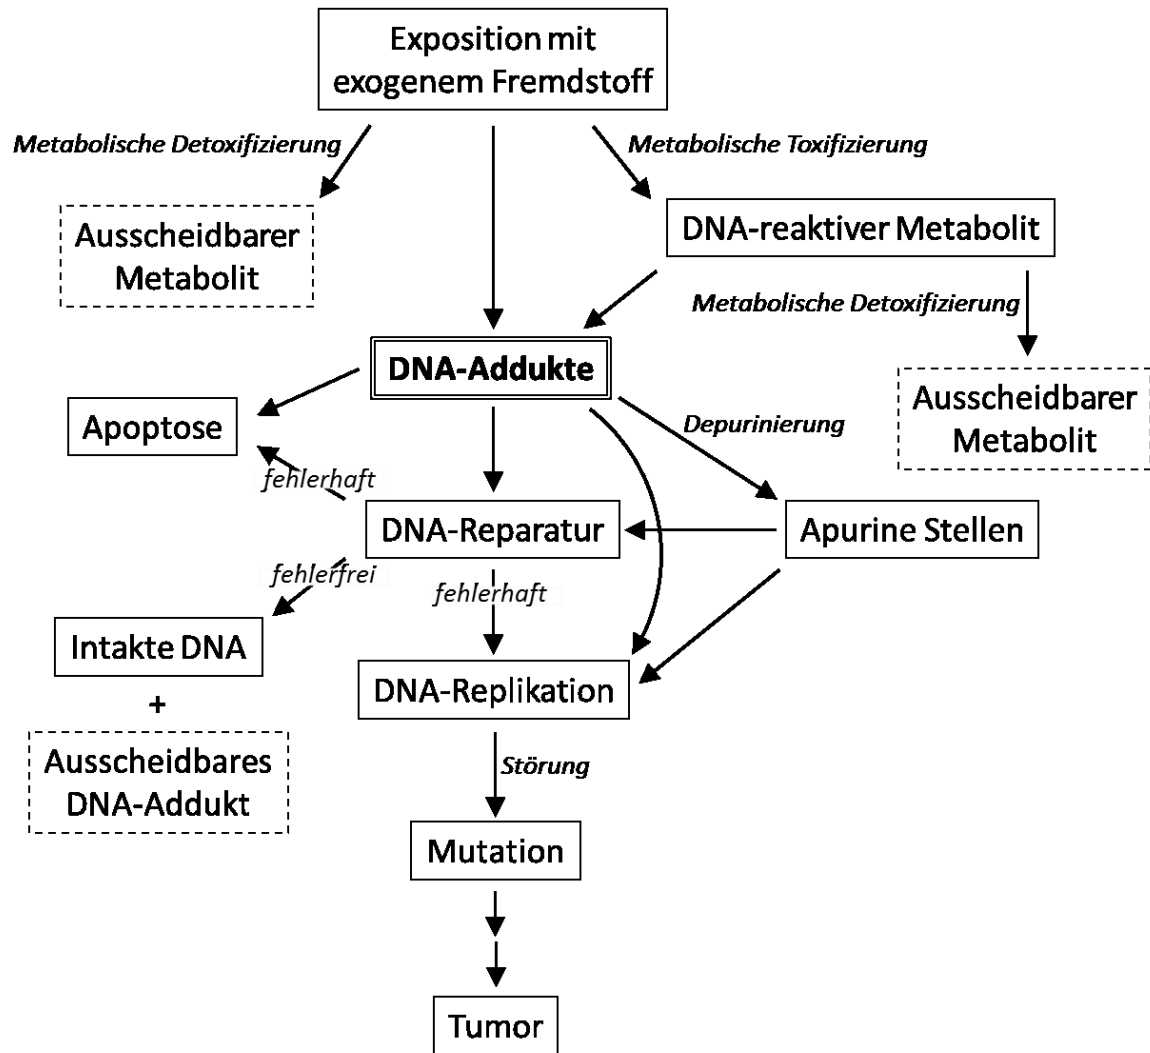 Exposition mit
exogenem Fremdstoff
Metabolische Detoxifizierung
Metabolische Toxifizierung
Ausscheidbarer
Metabolit
DNA-reaktiver Metabolit
Metabolische Detoxifizierung
DNA-Addukte
Ausscheidbarer
Metabolit
Apoptose
Depurinierung
fehlerhaft
DNA-Reparatur
Apurine Stellen
fehlerfrei
fehlerhaft
Intakte DNA
+
Ausscheidbares
DNA-Addukt
DNA-Replikation
Störung
Mutation
Tumor